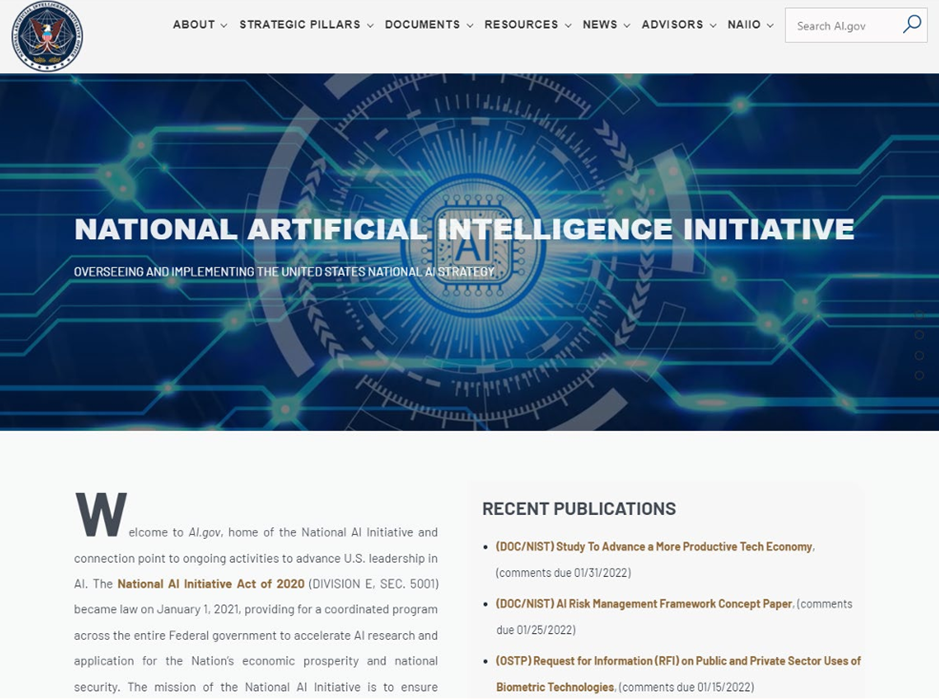 ABOUT STRATEGIC PILLARS DOCUMENTS RESOURCES NEWS ADVISORS NAIIO
Search AI.gov
NATIONAL ARTIFICIAL INTELLIGENCE INITIATIVE
AI
OVERSEEING AND IMPLEMENTING THE UNITED STATES NATIONAL AI STRATEGY
Welcome to AI.gov, home of the National AI Initiative and
connection point to ongoing activities to advance U.S. leadership in
AI. The National AI Initiative Act of 2020 (DIVISION E, SEC. 5001)
became law on January 1, 2021, providing for a coordinated program
across the entire Federal government to accelerate AI research and
application for the Nation's economic prosperity and national
security. The mission of the National AI Initiative is to ensure
RECENT PUBLICATIONS
(DOC/NIST) Study To Advance a More Productive Tech Economy,
(comments due 01/31/2022)
(DOC/NIST) AI Risk Management Framework Concept Paper, (comments
due 01/25/2022)
(OSTP) Request for Information (RFI) on Public and Private Sector Uses of
Biometric Technologies, (comments due 01/15/2022)